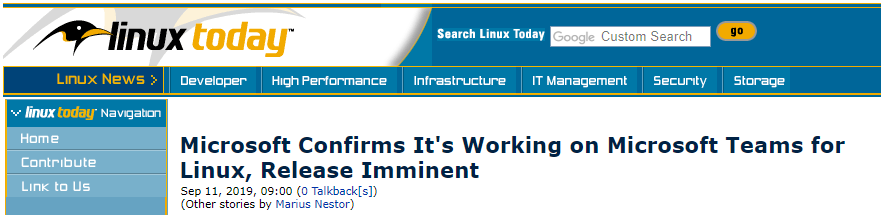 linux today™
Search Linux Today
Google Custom Search
go
Linux News
Developer
High Performance
Infrastructure
IT Management
Security
Storage
linux today™ Navigation
Home
Contribute
Link to Us
Microsoft Confirms It's Working on Microsoft Teams for
Linux, Release Imminent
Sep 11, 2019, 09:00 (0 Talkback[s])
(Other stories by Marius Nestor)